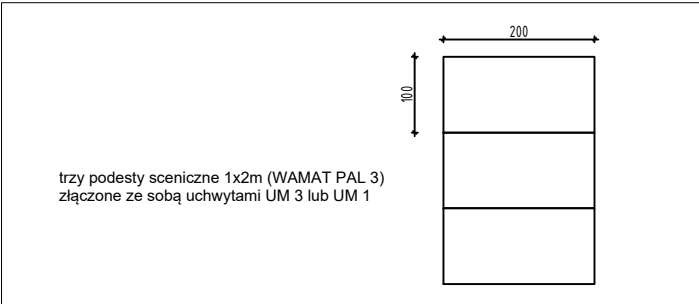 200
100
trzy podesty sceniczne 1x2m (WAMAT PAL 3)
złączone ze sobą uchwytami UM 3 lub UM 1